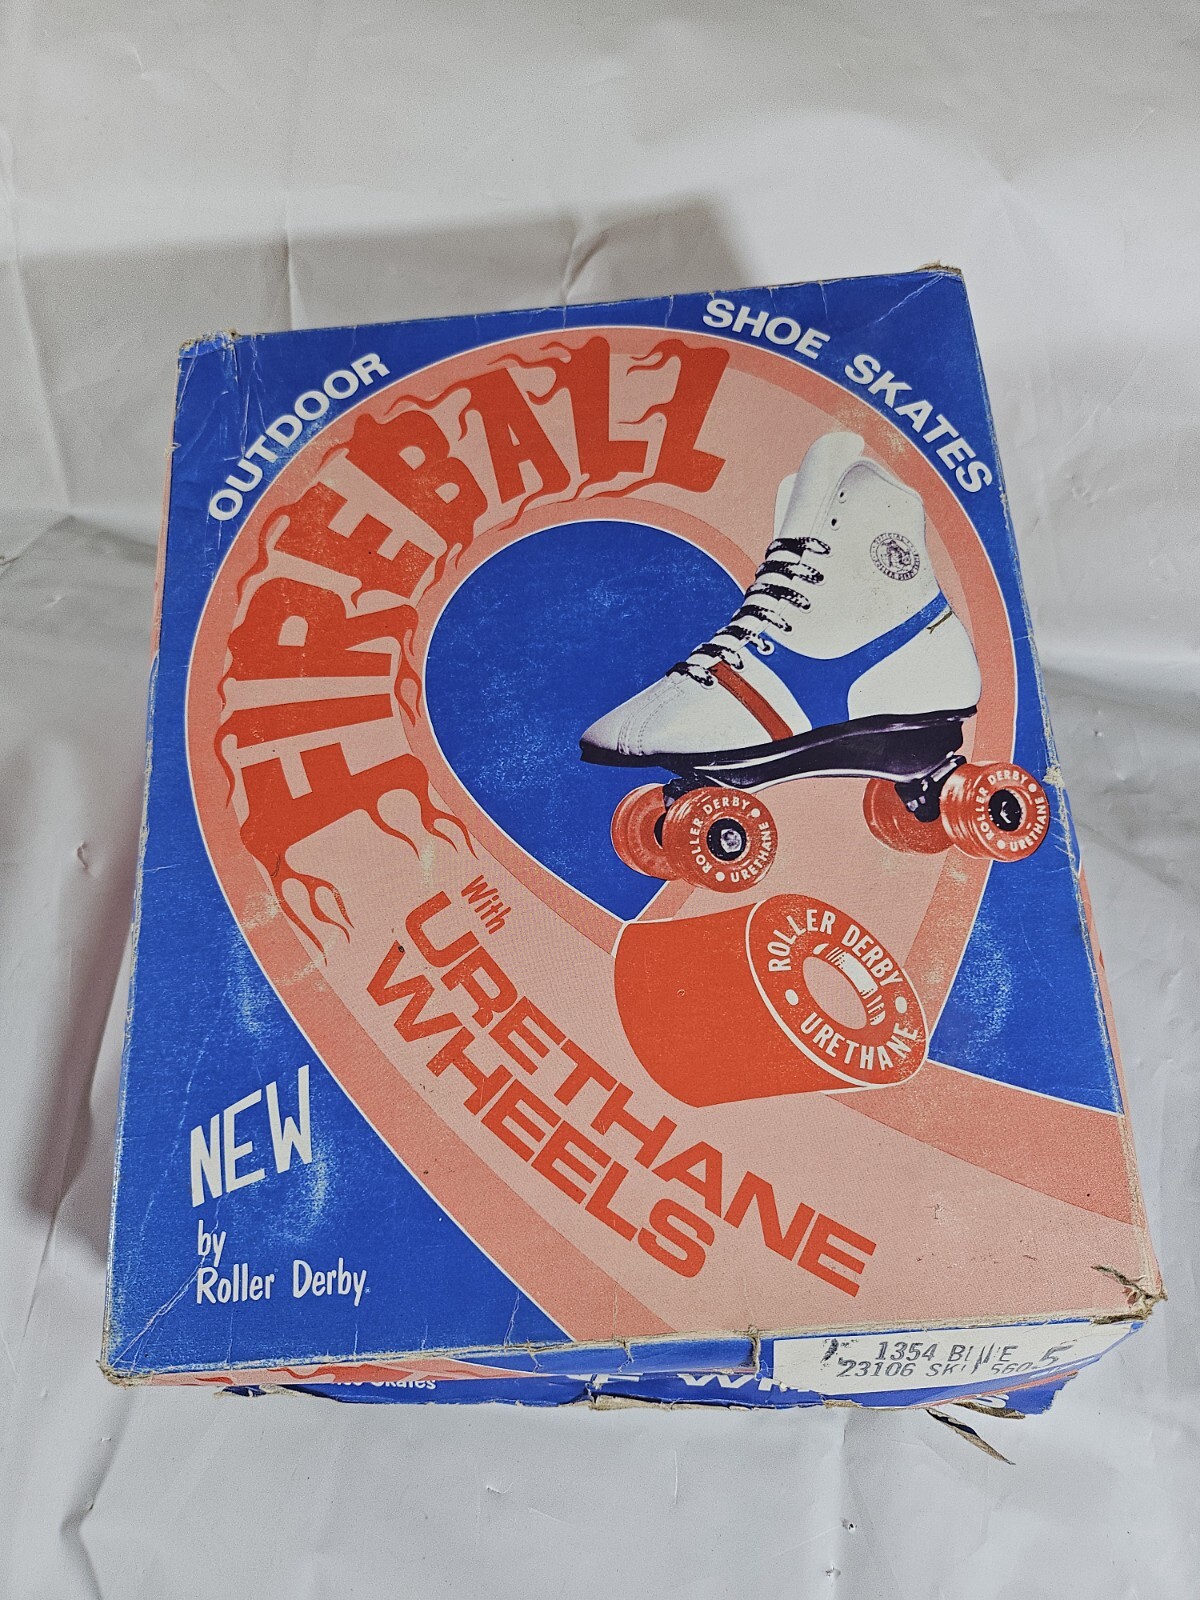 OUTDOOR
SHOE SKATES
FIREBALL
With
URETHANE
WHEELS
ROLLER DERBY
URETHANE
ROLLER DERBY
URETHANE
ROLLER DERBY
URETHANE
NEW
by
Roller Derby
1354 BLUE 5
23106
Skates